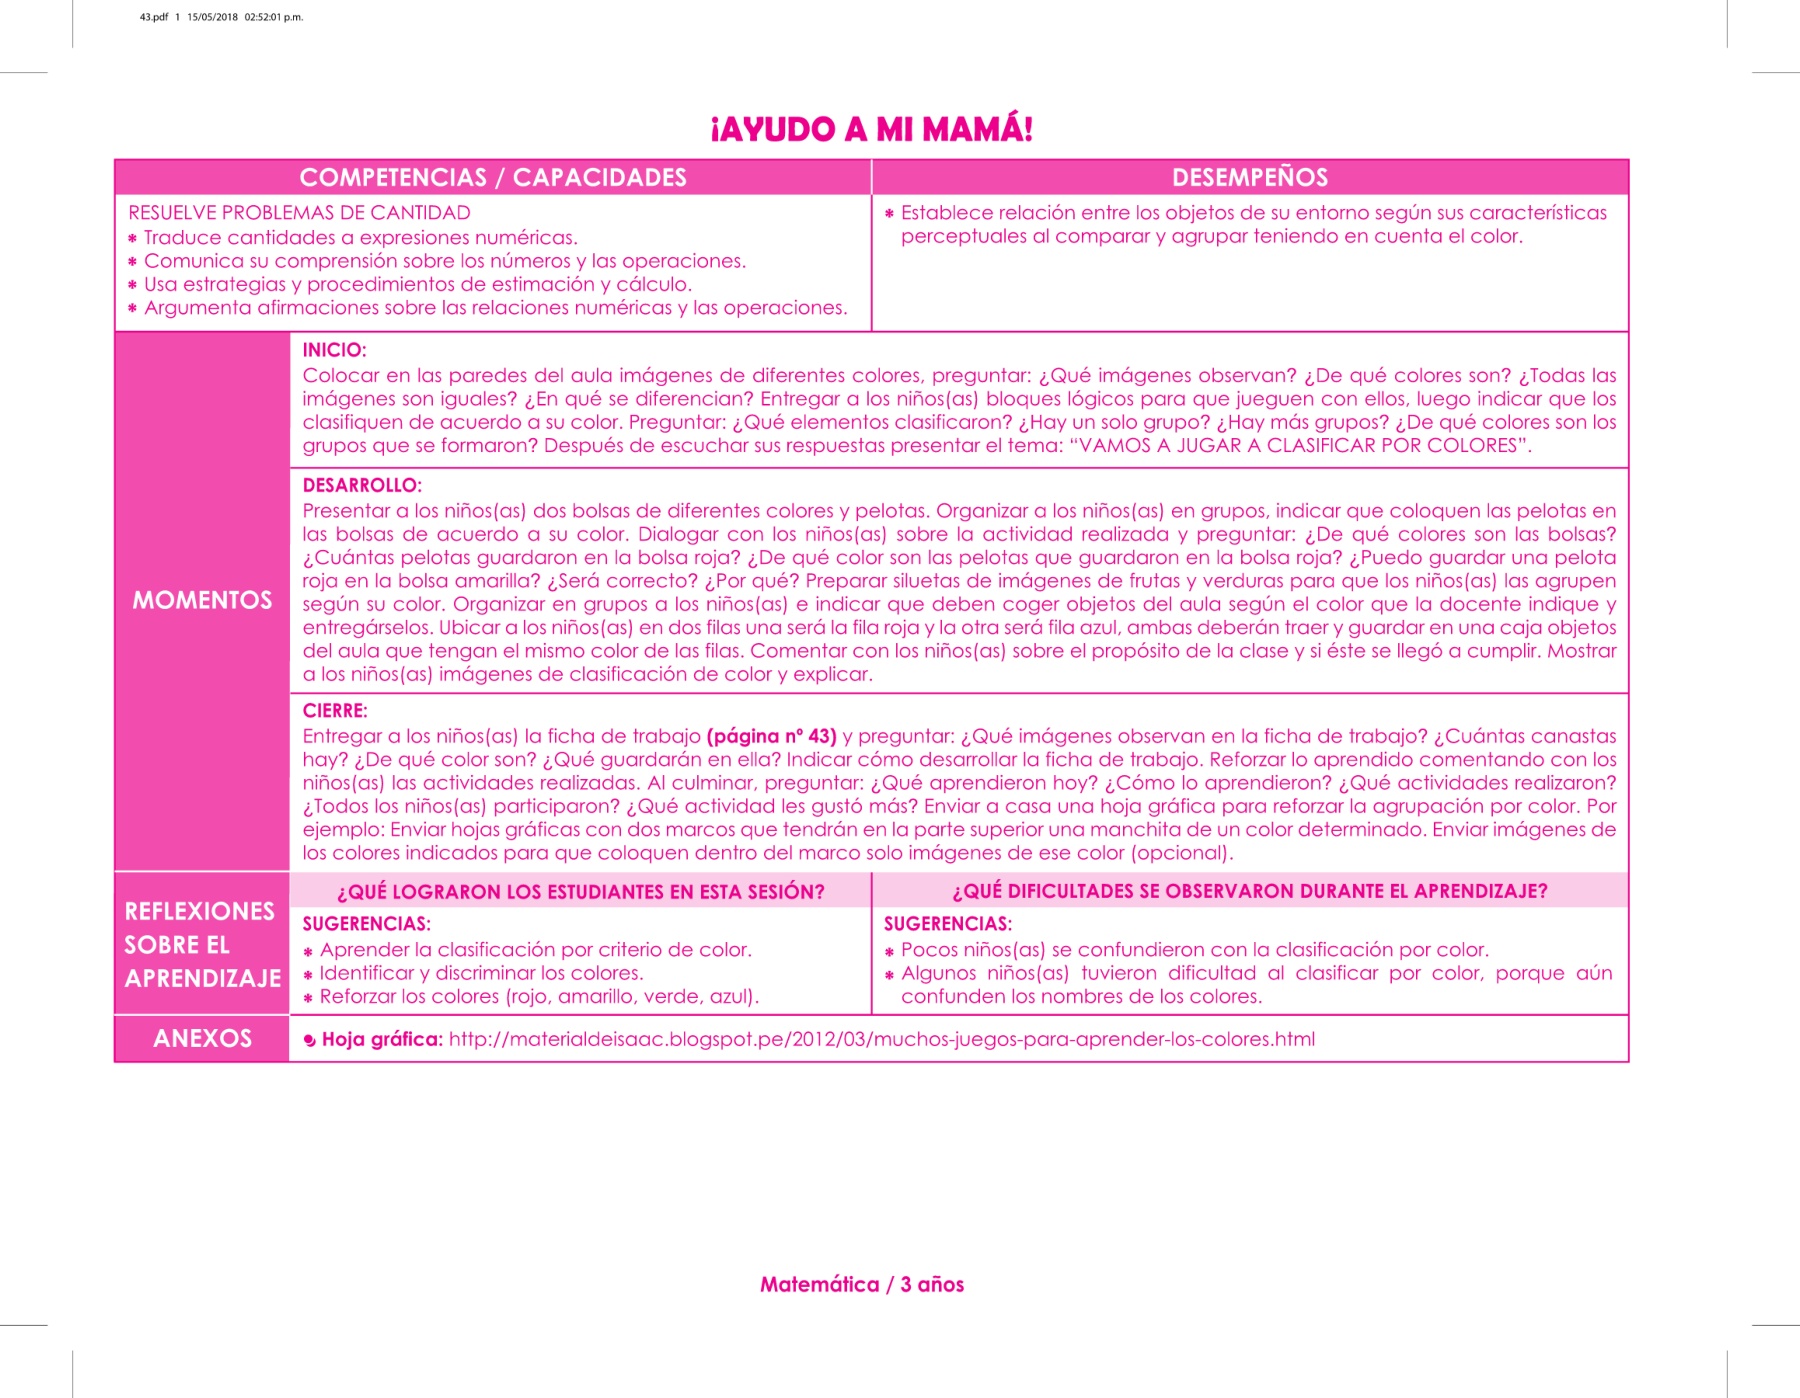 43.pdf 1 15/05/2018 02:52:01 p.m.
¡AYUDO A MI MAMÁ!
COMPETENCIAS / CAPACIDADES
DESEMPEÑOS
RESUELVE PROBLEMAS DE CANTIDAD
* Traduce cantidades a expresiones numéricas.
* Comunica su comprensión sobre los números y las operaciones.
* Usa estrategias y procedimientos de estimación y cálculo.
* Argumenta afirmaciones sobre las relaciones numéricas y las operaciones.
* Establece relación entre los objetos de su entorno según sus características
perceptuales al comparar y agrupar teniendo en cuenta el color.
MOMENTOS
INICIO:
Colocar en las paredes del aula imágenes de diferentes colores, preguntar: ¿Qué imágenes observan? ¿De qué colores son? ¿Todas las
imágenes son iguales? ¿En qué se diferencian? Entregar a los niños(as) bloques lógicos para que jueguen con ellos, luego indicar que los
clasifiquen de acuerdo a su color. Preguntar: ¿Qué elementos clasificaron? ¿Hay un solo grupo? ¿Hay más grupos? ¿De qué colores son los
grupos que se formaron? Después de escuchar sus respuestas presentar el tema: “VAMOS A JUGAR A CLASIFICAR POR COLORES”.
DESARROLLO:
Presentar a los niños(as) dos bolsas de diferentes colores y pelotas. Organizar a los niños(as) en grupos, indicar que coloquen las pelotas en
las bolsas de acuerdo a su color. Dialogar con los niños(as) sobre la actividad realizada y preguntar: ¿De qué colores son las bolsas?
¿Cuántas pelotas guardaron en la bolsa roja? ¿De qué color son las pelotas que guardaron en la bolsa roja? ¿Puedo guardar una pelota
roja en la bolsa amarilla? ¿Será correcto? ¿Por qué? Preparar siluetas de imágenes de frutas y verduras para que los niños(as) las agrupen
según su color. Organizar en grupos a los niños(as) e indicar que deben coger objetos del aula según el color que la docente indique y
entregárselos. Ubicar a los niños(as) en dos filas una será la fila roja y la otra será fila azul, ambas deberán traer y guardar en una caja objetos
del aula que tengan el mismo color de las filas. Comentar con los niños(as) sobre el propósito de la clase y si éste se llegó a cumplir. Mostrar
a los niños(as) imágenes de clasificación de color y explicar.
CIERRE:
Entregar a los niños(as) la ficha de trabajo (página nº 43) y preguntar: ¿Qué imágenes observan en la ficha de trabajo? ¿Cuántas canastas
hay? ¿De qué color son? ¿Qué guardarán en ella? Indicar cómo desarrollar la ficha de trabajo. Reforzar lo aprendido comentando con los
niños(as) las actividades realizadas. Al culminar, preguntar: ¿Qué aprendieron hoy? ¿Cómo lo aprendieron? ¿Qué actividades realizaron?
¿Todos los niños(as) participaron? ¿Qué actividad les gustó más? Enviar a casa una hoja gráfica para reforzar la agrupación por color. Por
ejemplo: Enviar hojas gráficas con dos marcos que tendrán en la parte superior una manchita de un color determinado. Enviar imágenes de
los colores indicados para que coloquen dentro del marco solo imágenes de ese color (opcional).
REFLEXIONES
SOBRE EL
APRENDIZAJE
¿QUÉ LOGRARON LOS ESTUDIANTES EN ESTA SESIÓN?
SUGERENCIAS:
* Aprender la clasificación por criterio de color.
* Identificar y discriminar los colores.
* Reforzar los colores (rojo, amarillo, verde, azul).
¿QUÉ DIFICULTADES SE OBSERVARON DURANTE EL APRENDIZAJE?
SUGERENCIAS:
* Pocos niños(as) se confundieron con la clasificación por color.
* Algunos niños(as) tuvieron dificultad al clasificar por color, porque aún
confunden los nombres de los colores.
ANEXOS
Hoja gráfica: http://materialdeisaac.blogspot.pe/2012/03/muchos-juegos-para-aprender-los-colores.html
Matemática / 3 años